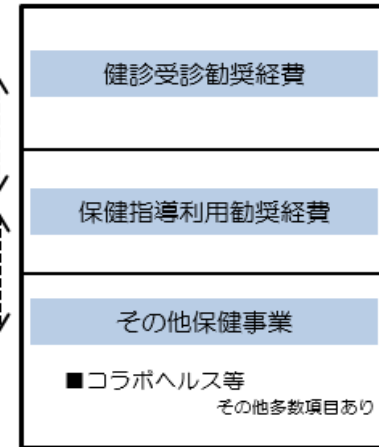 健診受診勧奨経費
保健指導利用勧奨経費
その他保健事業
■コラボヘルス等
その他多数項目あり